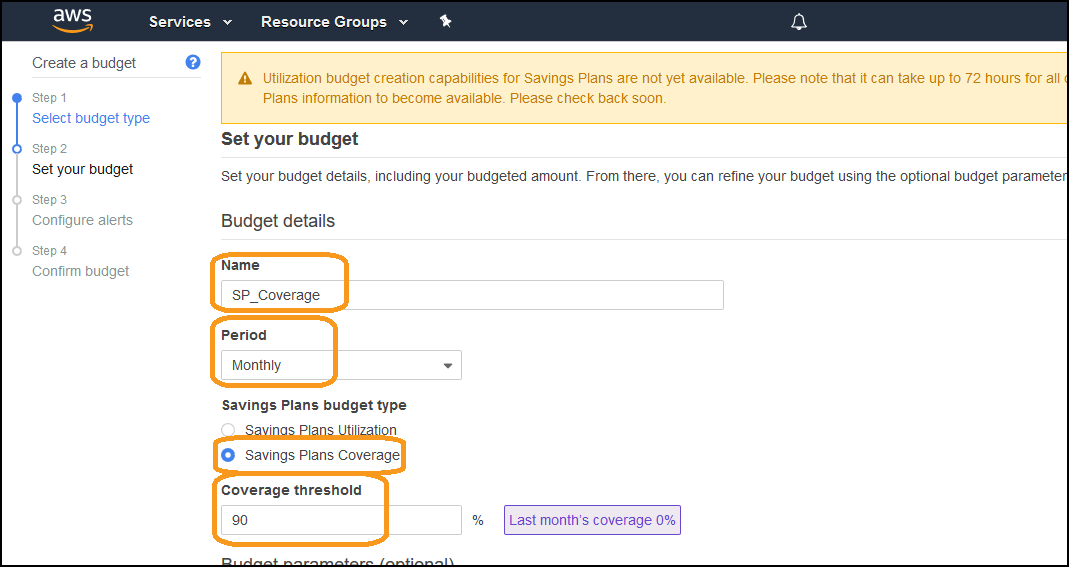 aws
Services
Resource Groups
Create a budget
?
Step 1
Select budget type
Step 2
Set your budget
Step 3
Configure alerts
Step 4
Confirm budget
Utilization budget creation capabilities for Savings Plans are not yet available. Please note that it can take up to 72 hours for all
Plans information to become available. Please check back soon.
Set your budget
Set your budget details, including your budgeted amount. From there, you can refine your budget using the optional budget parameter
Budget details
Name
SP_Coverage
Period
Monthly
Savings Plans budget type
Savings Plans Utilization
Savings Plans Coverage
Coverage threshold
90 % Last month's coverage 0%
Budget parameters (optional)